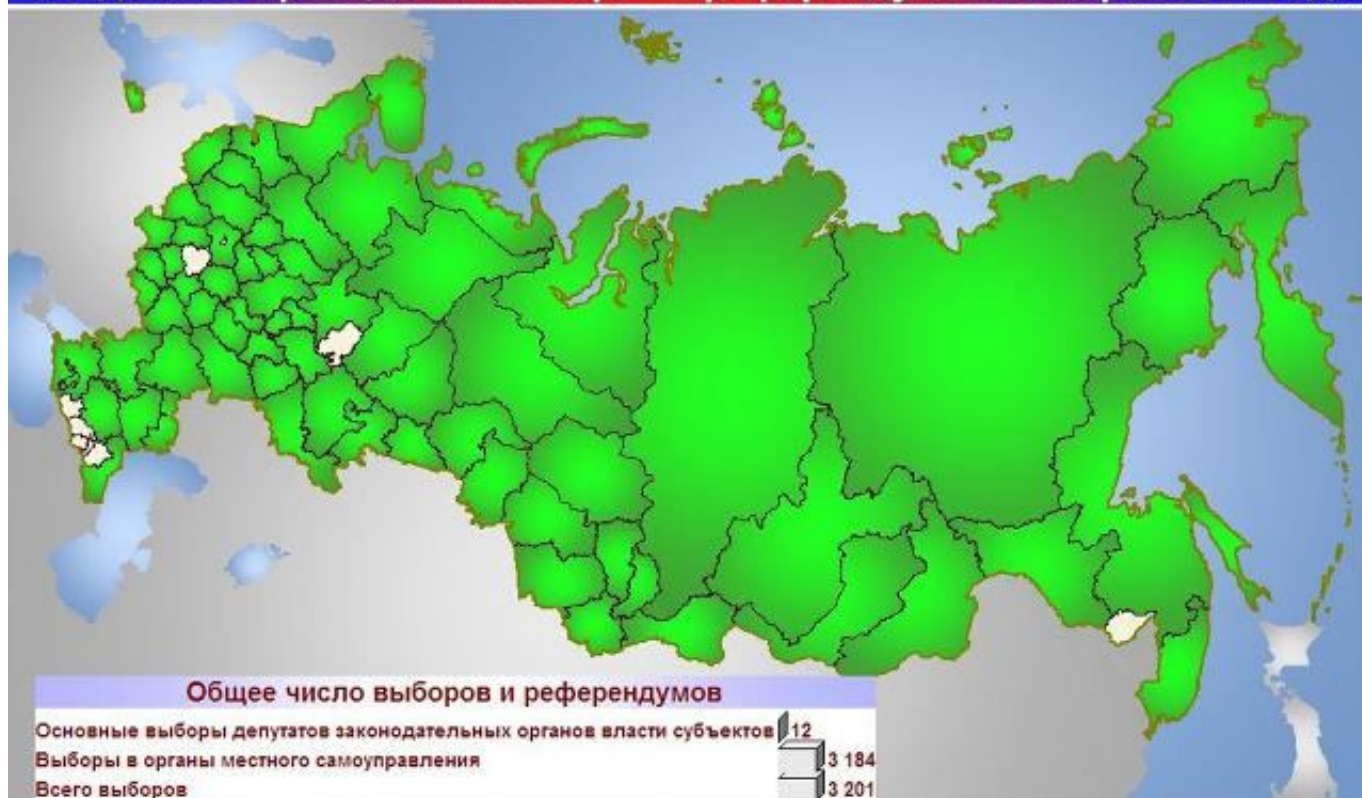 Общее число выборов и референдумов
Основные выборы депутатов законодательных органов власти субъектов 12
Выборы в органы местного самоуправления 3 184
Всего выборов 3 201